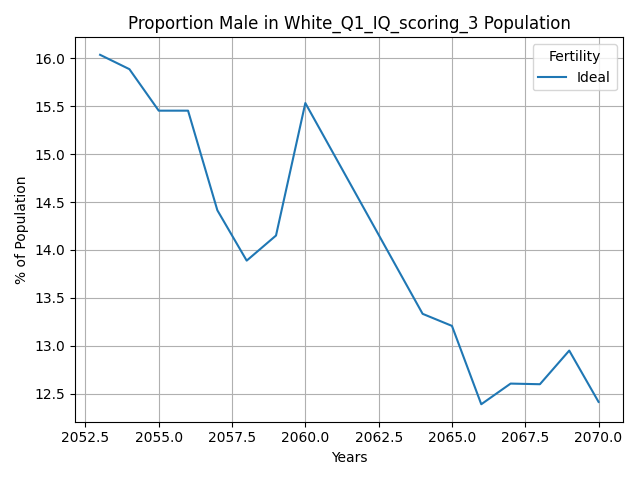 Proportion Male in White_Q1_IQ_scoring_3 Population
Fertility
Ideal
% of Population
16.0
15.5
15.0
14.5
14.0
13.5
13.0
12.5
2052.5 2055.0 2057.5 2060.0 2062.5 2065.0 2067.5 2070.0
Years